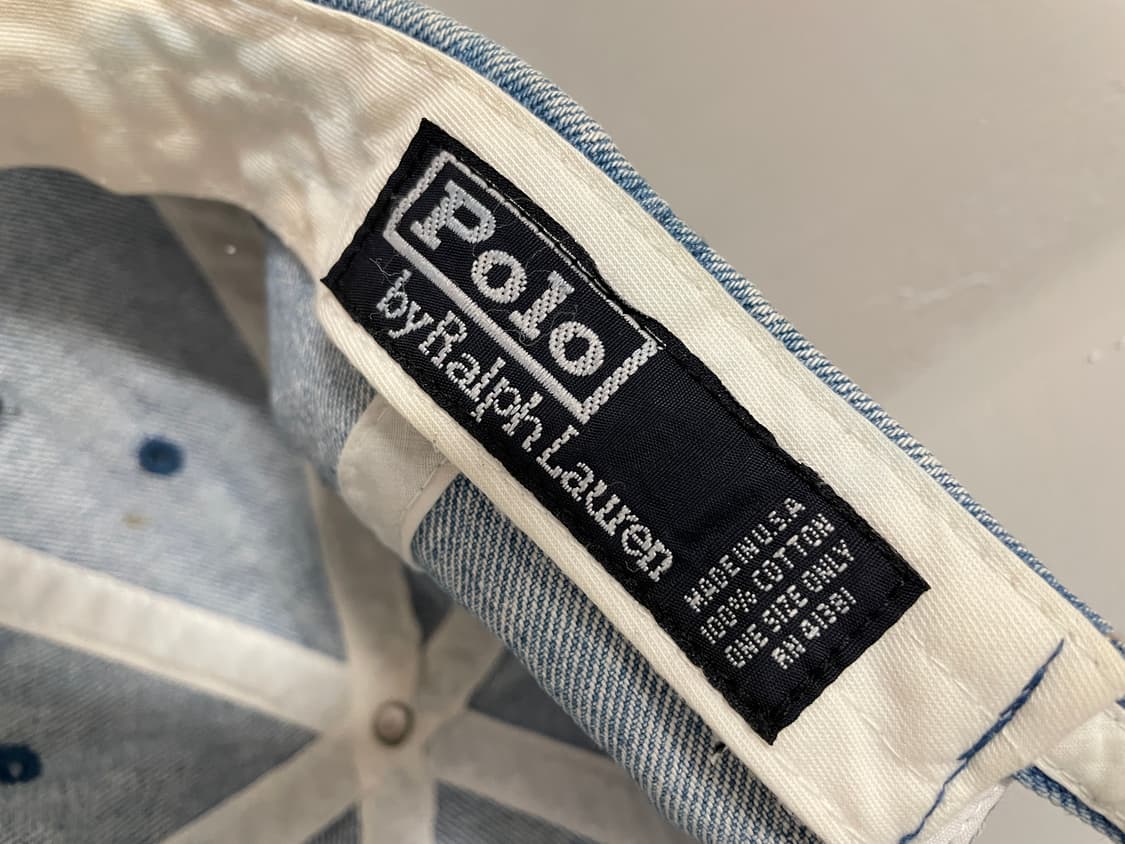 Polo
by Ralph Lauren
MADE IN U.S.A
100% COTTON
ONE SIZE ONLY
RN 41381